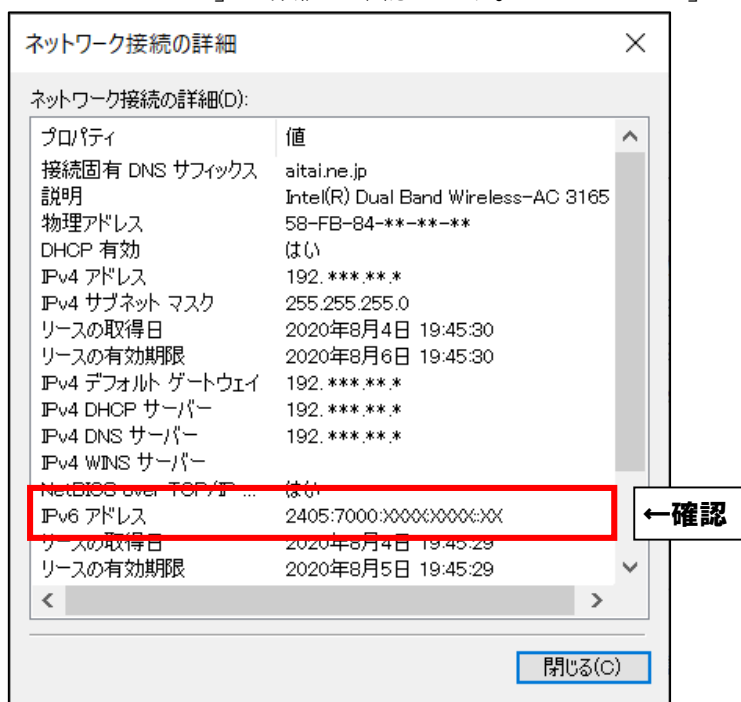 ネットワーク接続の詳細
ネットワーク接続の詳細(D):
プロパティ 値
接続固有 DNS サフィックス aitai.ne.jp
説明 Intel(R) Dual Band Wireless-AC 3165
物理アドレス 58-FB-84-**-**-**
DHCP 有効 はい
IPv4 アドレス 192.***.**.*
IPv4 サブネット マスク 255.255.255.0
リースの取得日 2020年8月4日 19:45:30
リースの有効期限 2020年8月6日 19:45:30
IPv4 デフォルト ゲートウェイ 192.***.**.*
IPv4 DHCP サーバー 192.***.**.*
IPv4 DNS サーバー 192.***.**.*
IPv4 WINS サーバー
NetBIOS over TCP/IP ... はい
IPv6 アドレス 2405:7000:XXXX:XXXX::XX
←確認
リースの取得日 2020年8月4日 19:45:29
リースの有効期限 2020年8月5日 19:45:29
閉じる(C)